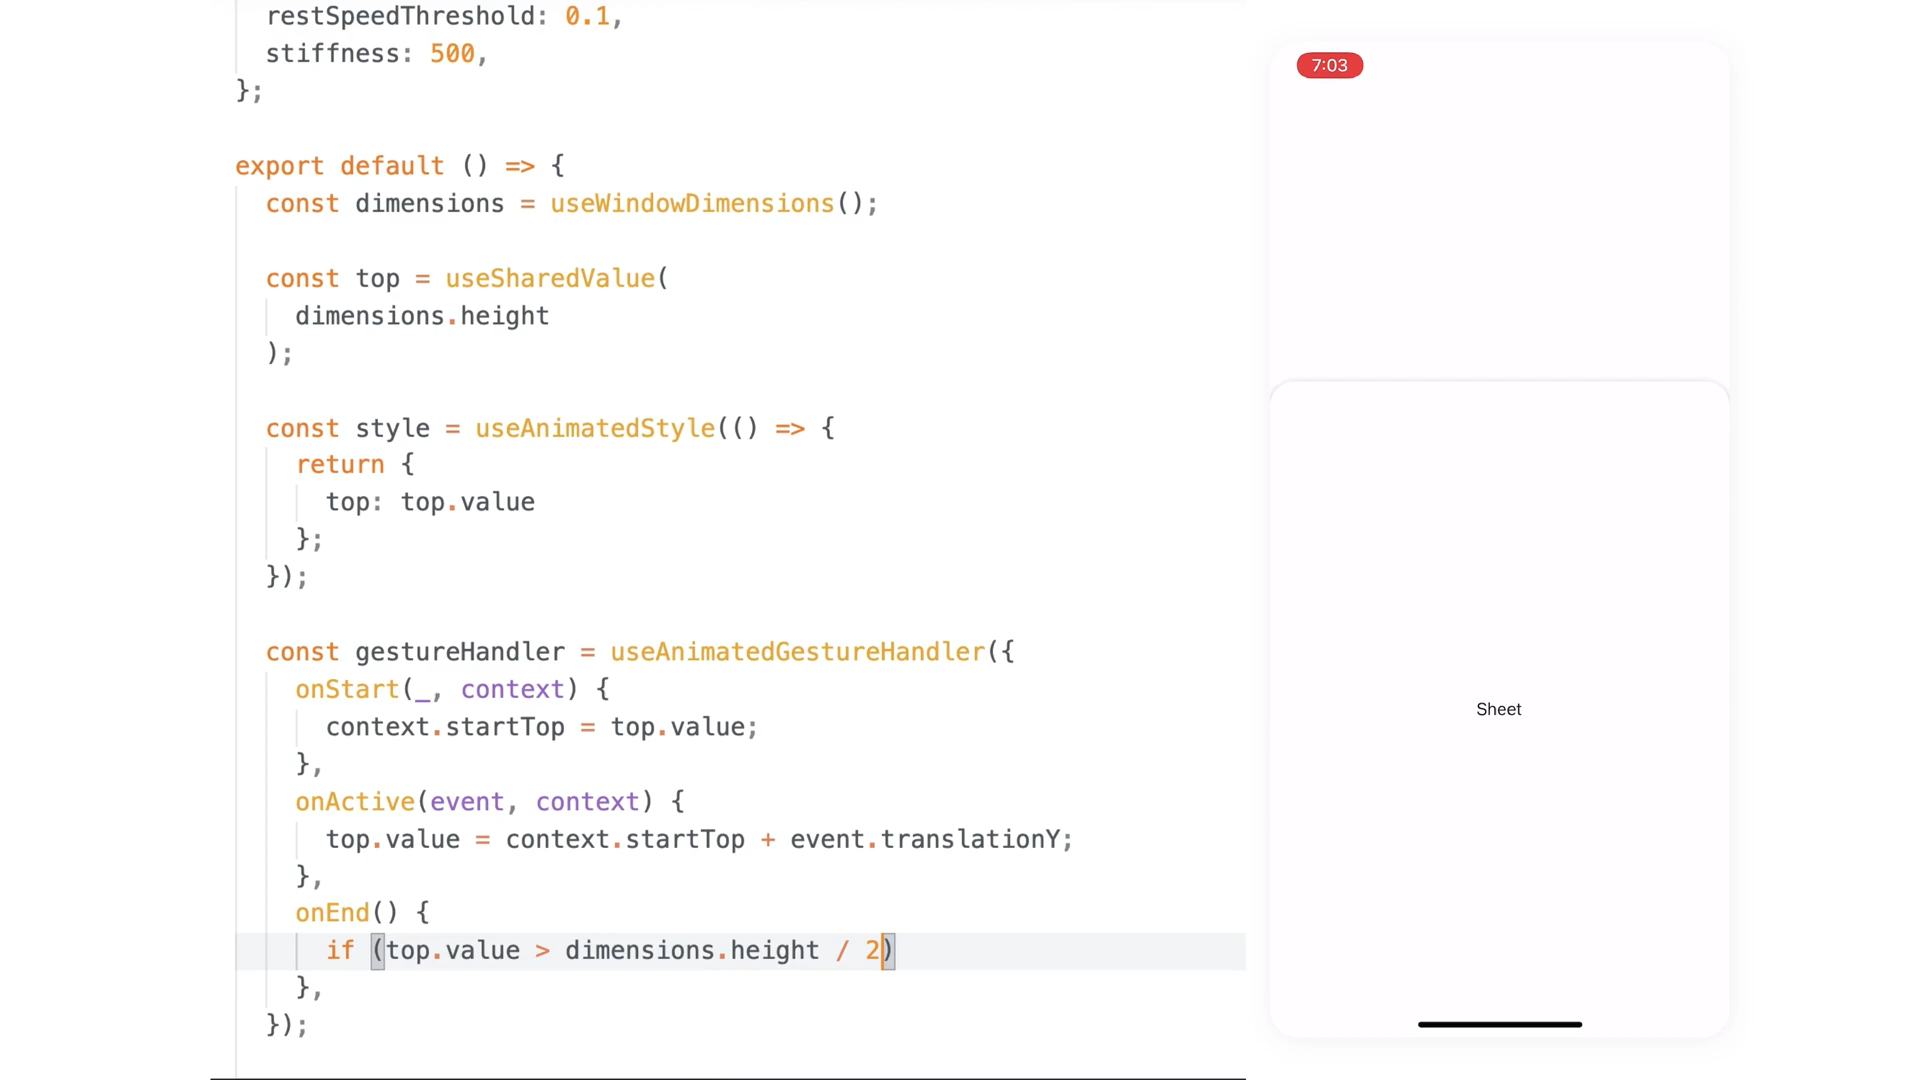 restSpeedThreshold: 0.1,
stiffness: 500,
};
export default () => {
const dimensions = useWindowDimensions();
const top = useSharedValue(
dimensions.height
);
const style = useAnimatedStyle(() => {
return {
top: top.value
};
});
const gestureHandler = useAnimatedGestureHandler({
onStart(_, context) {
context.startTop = top.value;
},
onActive(event, context) {
top.value = context.startTop + event.translationY;
},
onEnd() {
if (top.value > dimensions.height / 2)
},
});
7:03
Sheet